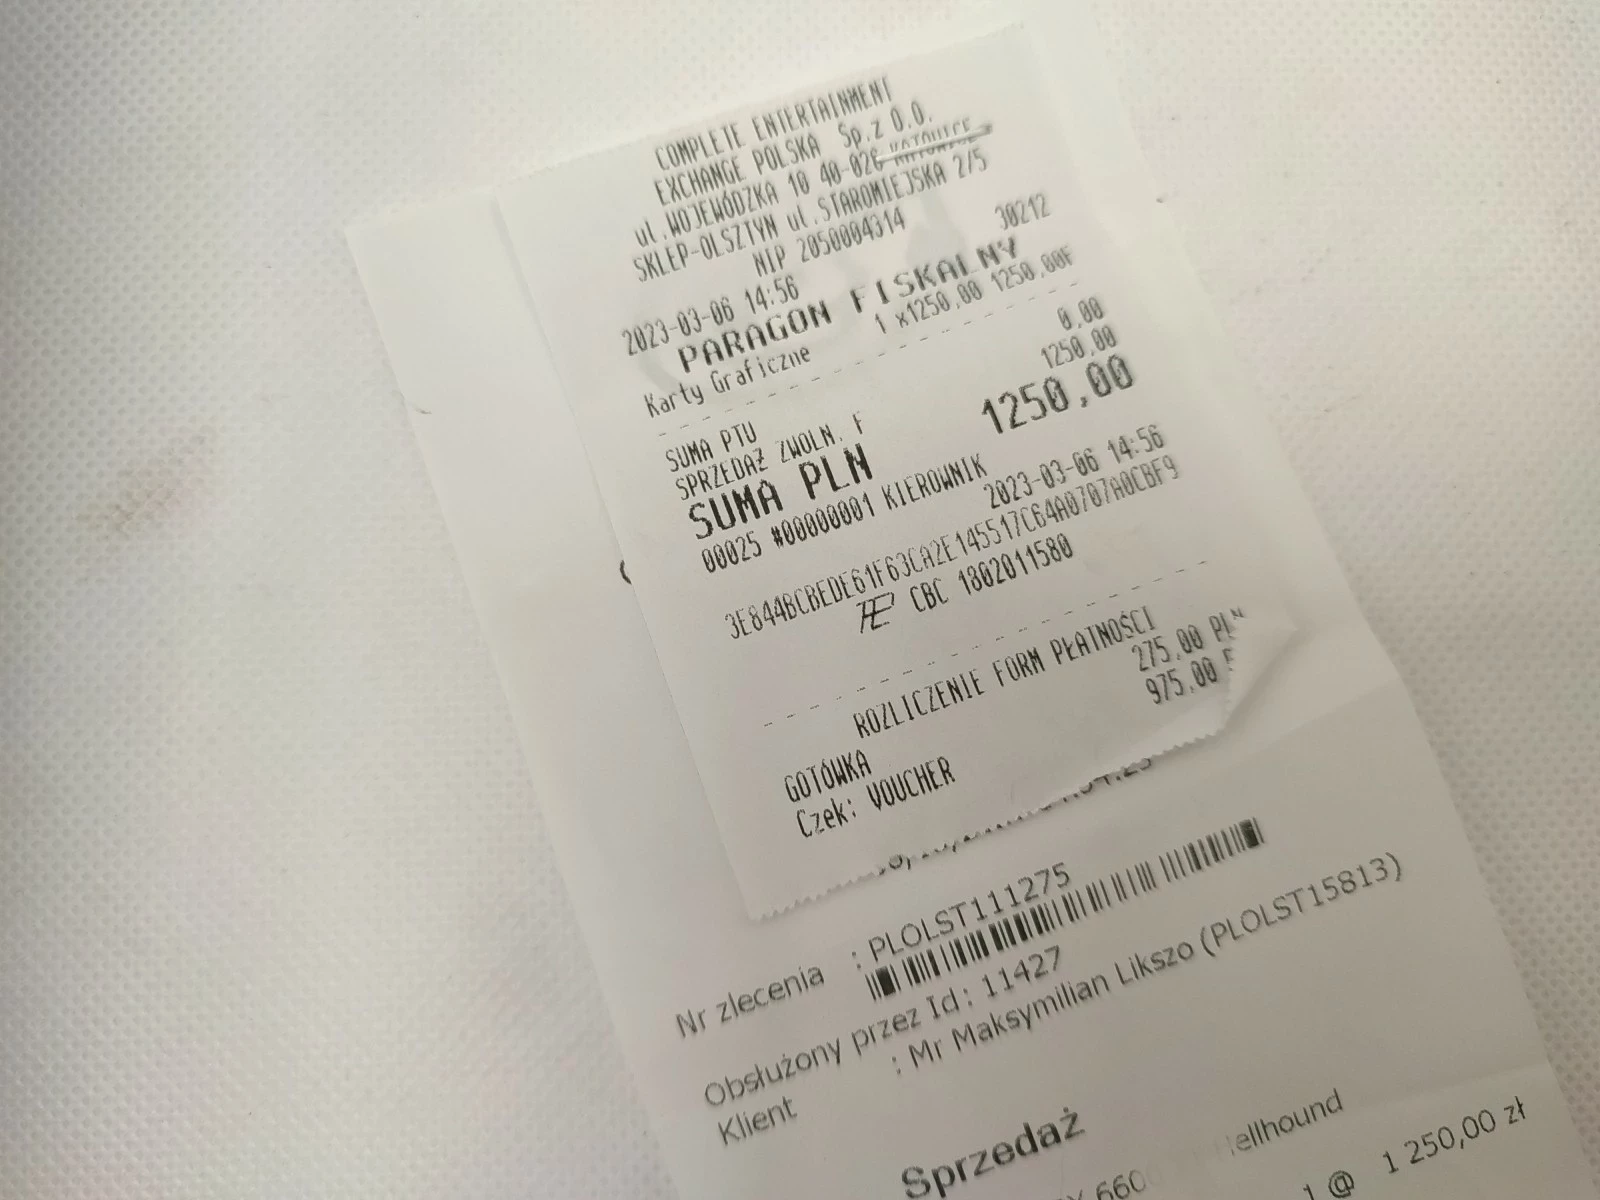 COMPLETE ENTERTAINMENT
EXCHANGE POLSKA Sp.z O.O.
ul.WOJEWÓDZKA 10 40-026 KATOWICE
SKLEP-OLSZTYN ul.STAROMIEJSKA 2/5
NIP 2050004314
2023-03-06 14:56 30212
PARAGON FISKALNY
Karty Graficzne 1 x1250,00 1250,00F
SUMA PTU 0,00
SPRZEDAŻ ZWOLN. F 1250,00
SUMA PLN 1250,00
00025 #00000001 KIEROWNIK 2023-03-06 14:56
3E844BCBEDE61F63CA2E145517C64A0707A0CBF9
CBC 1802011580
ROZLICZENIE FORM PŁATNOŚCI
GOTÓWKA 275,00 PLN
Czek: VOUCHER 975,00
Nr zlecenia : PLOLST111275
Obsłużony przez Id: 11427
Klient : Mr Maksymilian Likszo (PLOLST15813)
Sprzedaż
660 ellhound
1 @ 1 250,00 zł